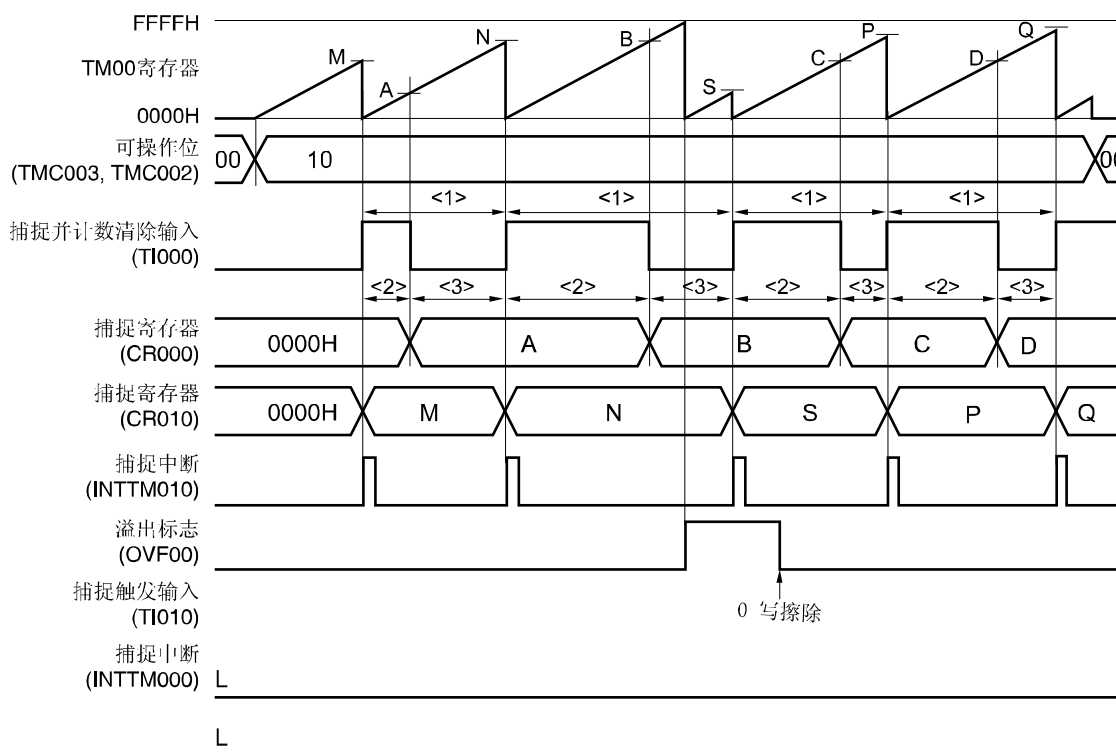 FFFFH
TM00寄存器
0000H
M
A
N
B
S
C
P
D
Q
可操作位
(TMC003, TMC002)
00
10
00
<1>
<1>
<1>
<1>
捕捉并计数清除输入
(TI000)
<2>
<3>
<2>
<3>
<2>
<3>
<2>
<3>
捕捉寄存器
(CR000)
0000H
A
B
C
D
捕捉寄存器
(CR010)
0000H
M
N
S
P
Q
捕捉中断
(INTTM010)
溢出标志
(OVF00)
捕捉触发输入
(TI010)
0 写擦除
捕捉中断
(INTTM000)
L
L